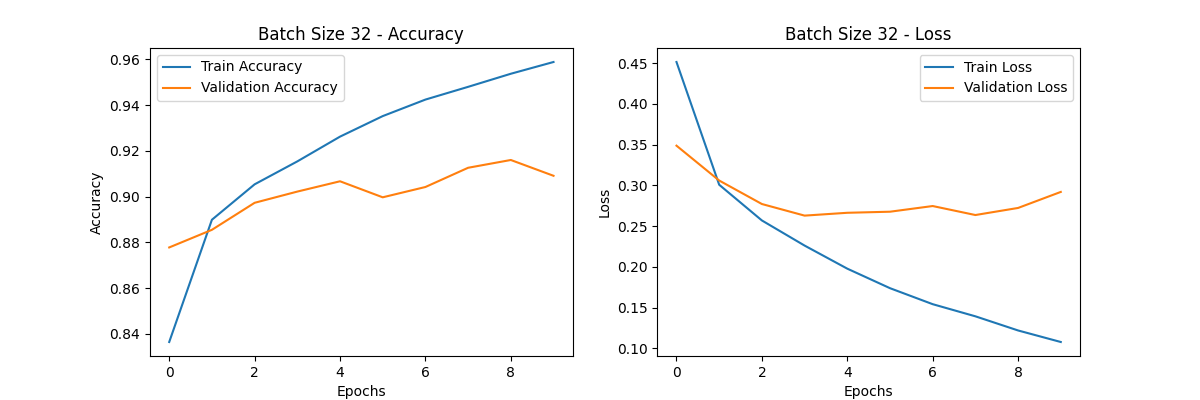 Batch Size 32 - Accuracy
Train Accuracy
Validation Accuracy
Accuracy
0.96
0.94
0.92
0.90
0.88
0.86
0.84
0 2 4 6 8
Epochs
Batch Size 32 - Loss
Train Loss
Validation Loss
Loss
0.45
0.40
0.35
0.30
0.25
0.20
0.15
0.10
0 2 4 6 8
Epochs